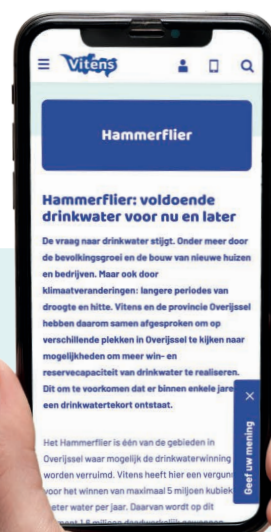 Vitens
Hammerflier
Hammerflier: voldoende
drinkwater voor nu en later
De vraag naar drinkwater stijgt. Onder meer door
de bevolkingsgroei en de bouw van nieuwe huizen
en bedrijven. Maar ook door
klimaatveranderingen: langere periodes van
droogte en hitte. Vitens en de provincie Overijssel
hebben daarom samen afgesproken om op
verschillende plekken in Overijssel te kijken naar
mogelijkheden om meer win- en
reservecapaciteit van drinkwater te realiseren.
Dit om te voorkomen dat er binnen enkele jare
een drinkwatertekort ontstaat.
Geef uw mening
Het Hammerflier is één van de gebieden in
Overijssel waar mogelijk de drinkwaterwinning
worden verruimd. Vitens heeft hier een vergun
voor het winnen van maximaal 5 miljoen kubiek
meter water per jaar. Daarvan wordt op dit